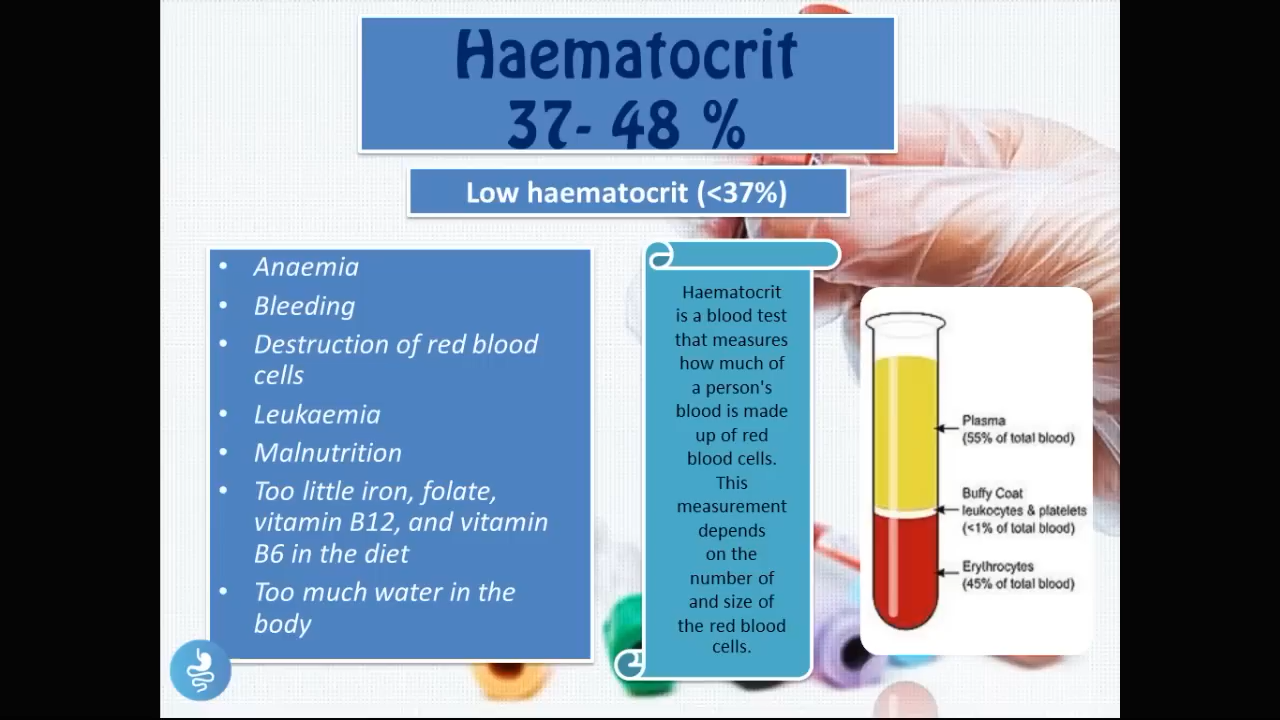 Haematocrit
37- 48 %
Low haematocrit (<37%)
• Anaemia
• Bleeding
• Destruction of red blood
cells
• Leukaemia
• Malnutrition
• Too little iron, folate,
vitamin B12, and vitamin
B6 in the diet
• Too much water in the
body
Haematocrit
is a blood test
that measures
how much of
a person's
blood is made
up of red
blood cells.
This
measurement
depends
on the
number of
and size of
the red blood
cells.
Plasma
(55% of total blood)
Buffy Coat
leukocytes & platelets
(<1% of total blood)
Erythrocytes
(45% of total blood)